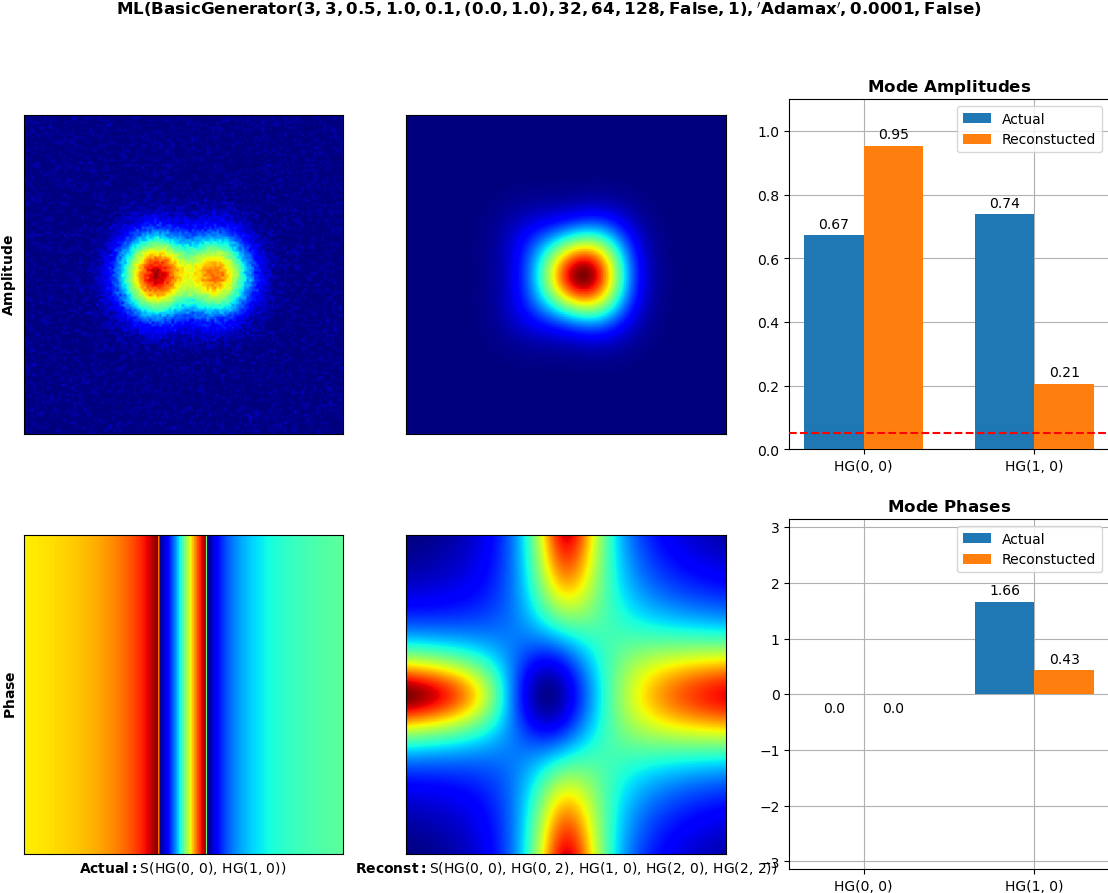 ML(BasicGenerator(3, 3, 0.5, 1.0, 0.1, (0.0, 1.0), 32, 64, 128, False, 1), ′Adamax′, 0.0001, False)
Amplitude
Mode Amplitudes
Actual
Reconstucted
1.0
0.8
0.6
0.4
0.2
0.0
0.67
0.95
0.74
0.21
HG(0, 0)
HG(1, 0)
Phase
Actual: S(HG(0, 0), HG(1, 0))
Reconst: S(HG(0, 0), HG(0, 2), HG(1, 0), HG(2, 0), HG(2, 2))
Mode Phases
Actual
Reconstucted
3
2
1
0
−1
−2
−3
0.0
0.0
1.66
0.43
HG(0, 0)
HG(1, 0)